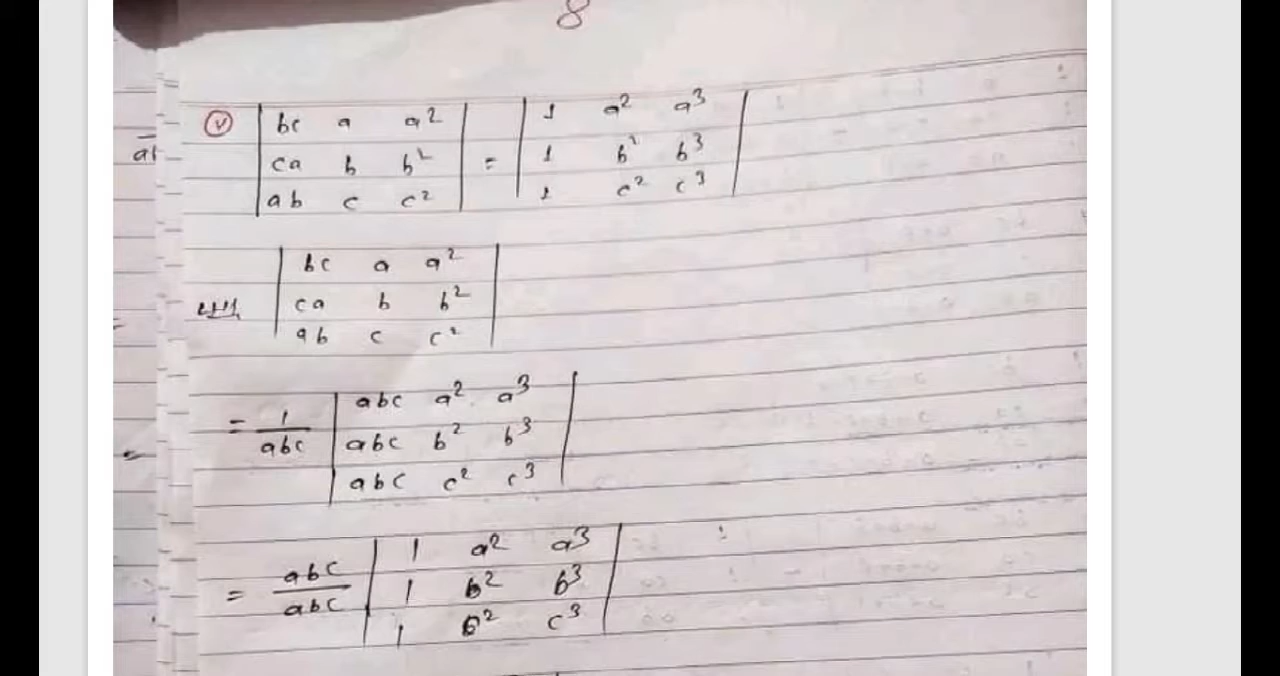 8
(v) | bc a a² | = | 1 a² a³ |
| ca b b² | | 1 b² b³ |
| ab c c² | | 1 c² c³ |
| bc a a² |
| ca b b² |
| ab c c² |
= 1/abc | abc a² a³ |
| abc b² b³ |
| abc c² c³ |
= abc/abc | 1 a² a³ |
| 1 b² b³ |
| 1 c² c³ |